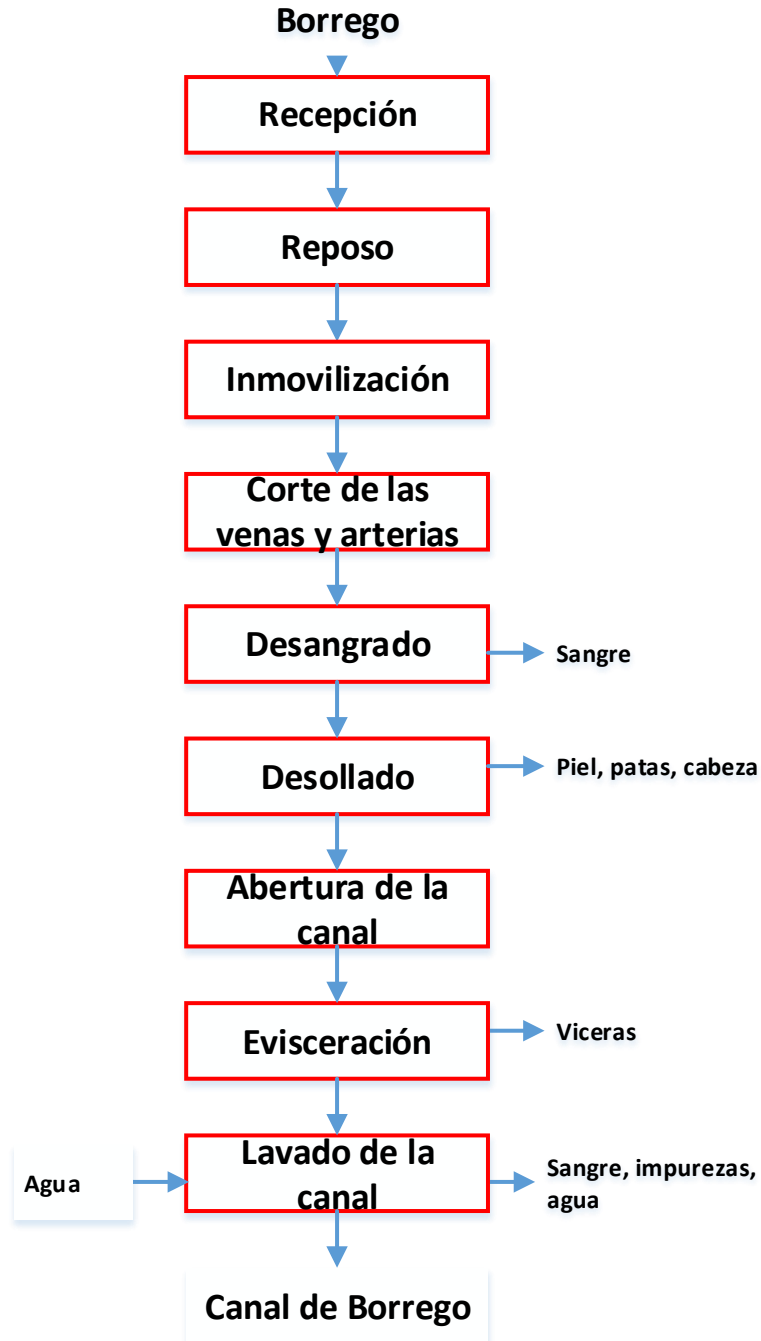 Borrego
Recepción
Reposo
Inmovilización
Corte de las
venas y arterias
Desangrado
Sangre
Desollado
Piel, patas, cabeza
Abertura de la
canal
Evisceración
Viceras
Agua
Lavado de la
canal
Sangre, impurezas,
agua
Canal de Borrego